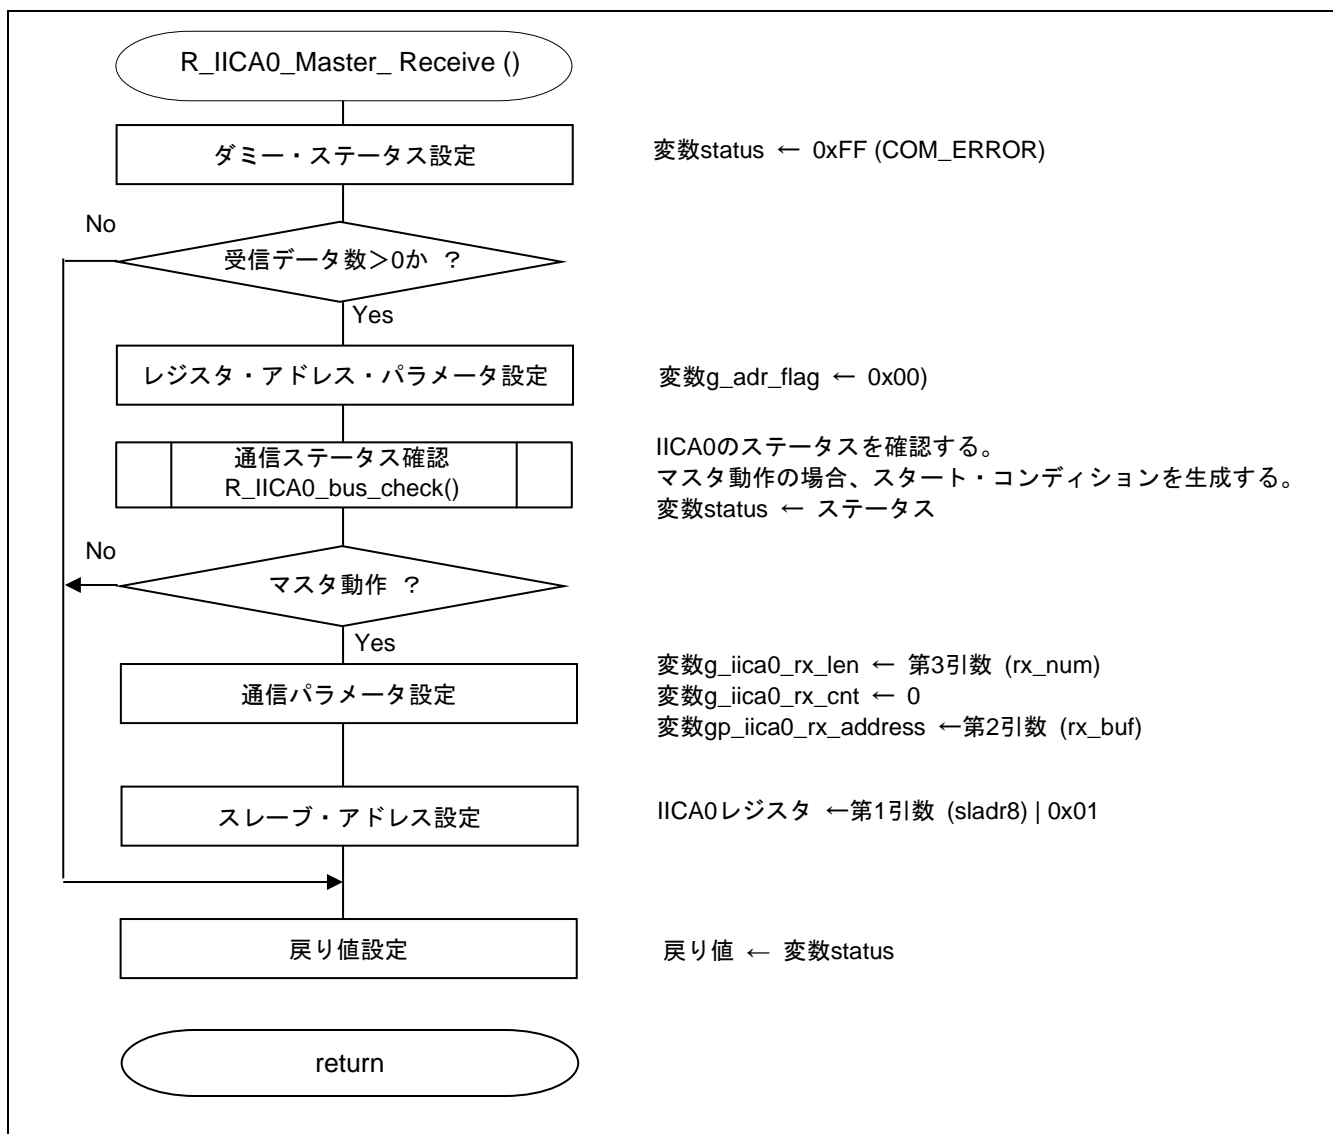 R_IICA0_Master_ Receive ()
ダミー・ステータス設定
変数status ← 0xFF (COM_ERROR)
No
受信データ数＞0か ？
Yes
レジスタ・アドレス・パラメータ設定
変数g_adr_flag ← 0x00)
通信ステータス確認
R_IICA0_bus_check()
IICA0のステータスを確認する。
マスタ動作の場合、スタート・コンディションを生成する。
変数status ← ステータス
No
マスタ動作 ？
Yes
通信パラメータ設定
変数g_iica0_rx_len ← 第3引数 (rx_num)
変数g_iica0_rx_cnt ← 0
変数gp_iica0_rx_address ←第2引数 (rx_buf)
スレーブ・アドレス設定
IICA0レジスタ ←第1引数 (sladr8) | 0x01
戻り値設定
戻り値 ← 変数status
return